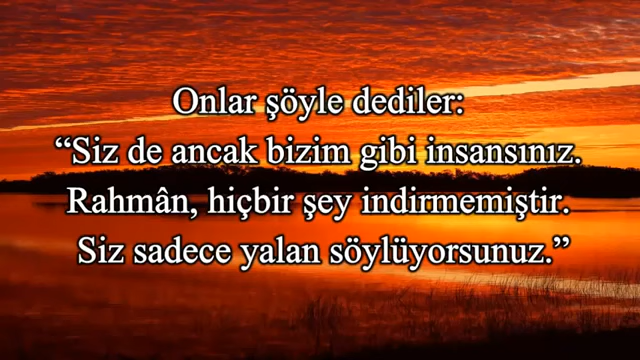 Onlar şöyle dediler:
“Siz de ancak bizim gibi insansınız.
Rahmân, hiçbir şey indirmemiştir.
Siz sadece yalan söylüyorsunuz.”